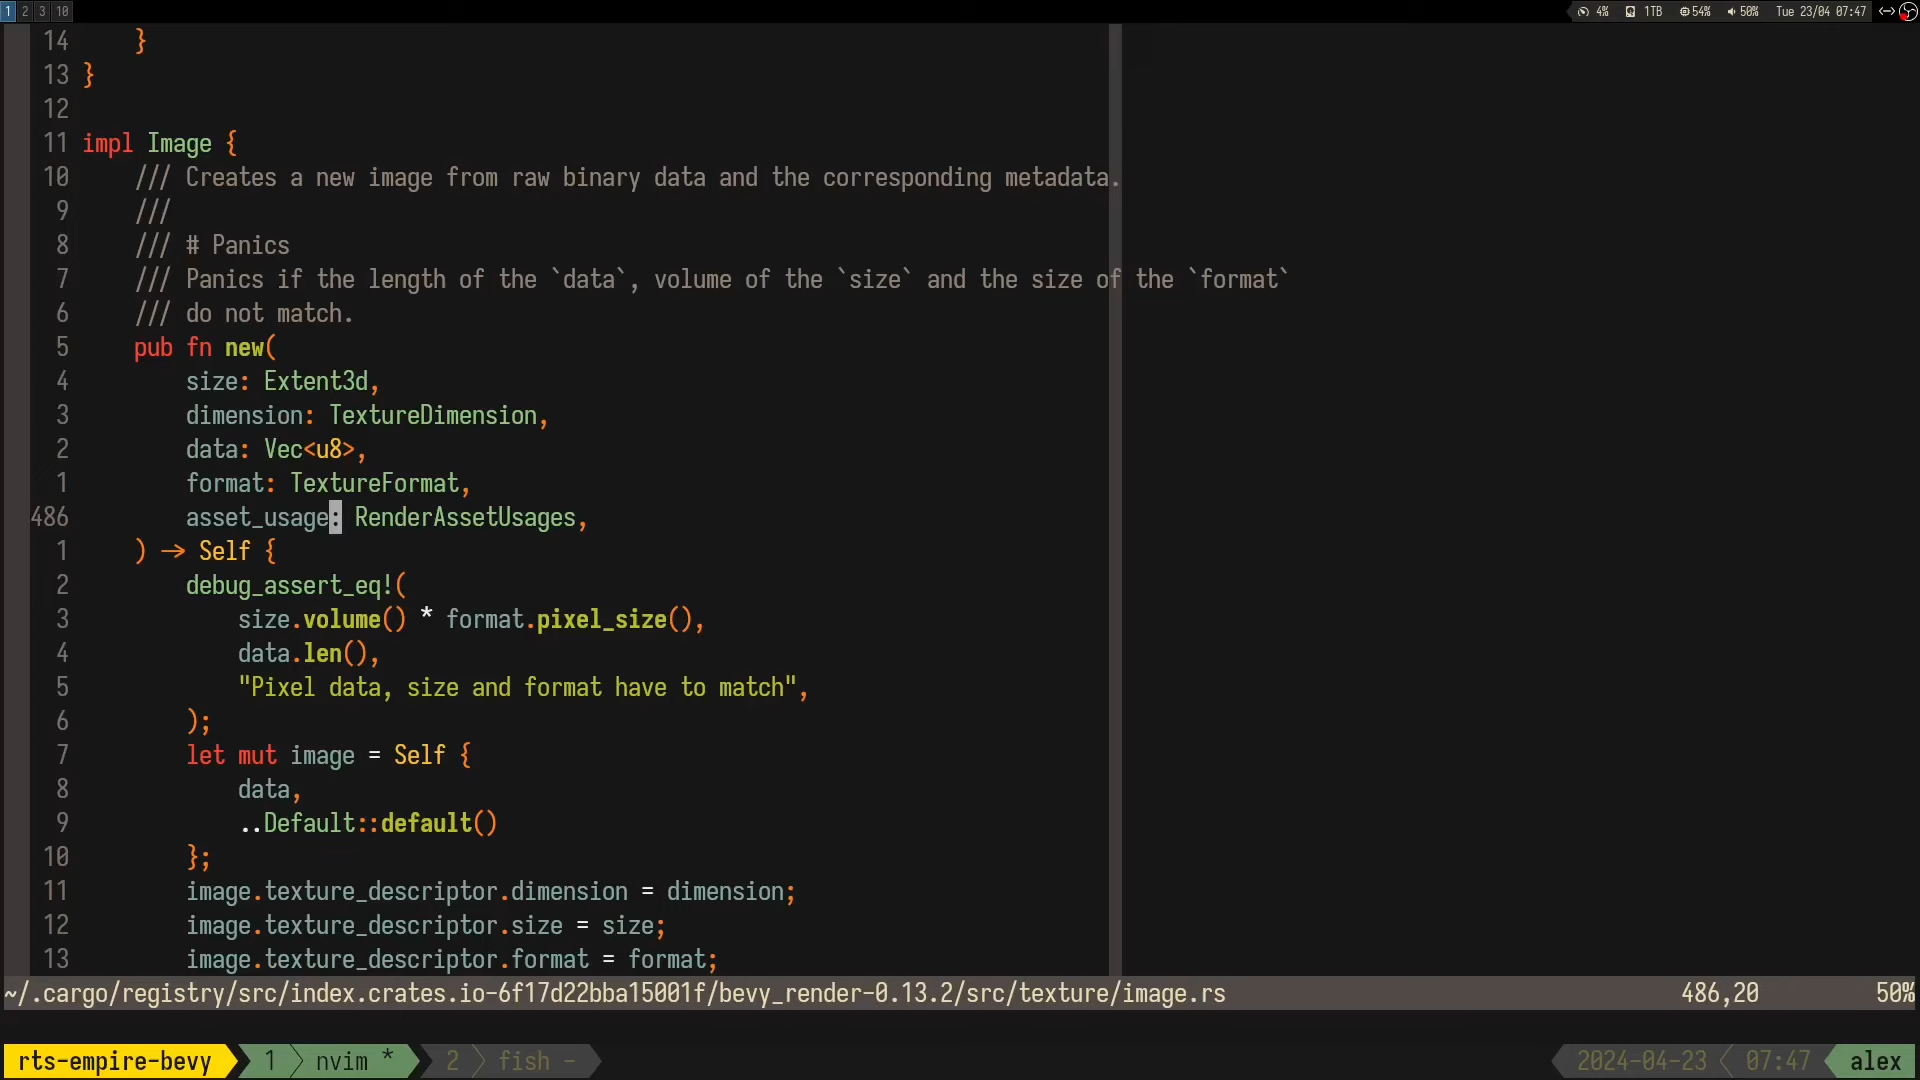 1 2 3 10 4% 1TB 54% 50% Tue 23/04 07:47
14 }
13 }
12
11 impl Image {
10 /// Creates a new image from raw binary data and the corresponding metadata.
9 ///
8 /// # Panics
7 /// Panics if the length of the `data`, volume of the `size` and the size of the `format`
6 /// do not match.
5 pub fn new(
4 size: Extent3d,
3 dimension: TextureDimension,
2 data: Vec<u8>,
1 format: TextureFormat,
486 asset_usage: RenderAssetUsages,
1 ) -> Self {
2 debug_assert_eq!(
3 size.volume() * format.pixel_size(),
4 data.len(),
5 "Pixel data, size and format have to match",
6 );
7 let mut image = Self {
8 data,
9 ..Default::default()
10 };
11 image.texture_descriptor.dimension = dimension;
12 image.texture_descriptor.size = size;
13 image.texture_descriptor.format = format;
~/.cargo/registry/src/index.crates.io-6f17d22bba15001f/bevy_render-0.13.2/src/texture/image.rs 486,20 50%
rts-empire-bevy 1 nvim * 2 fish - 2024-04-23 07:47 alex